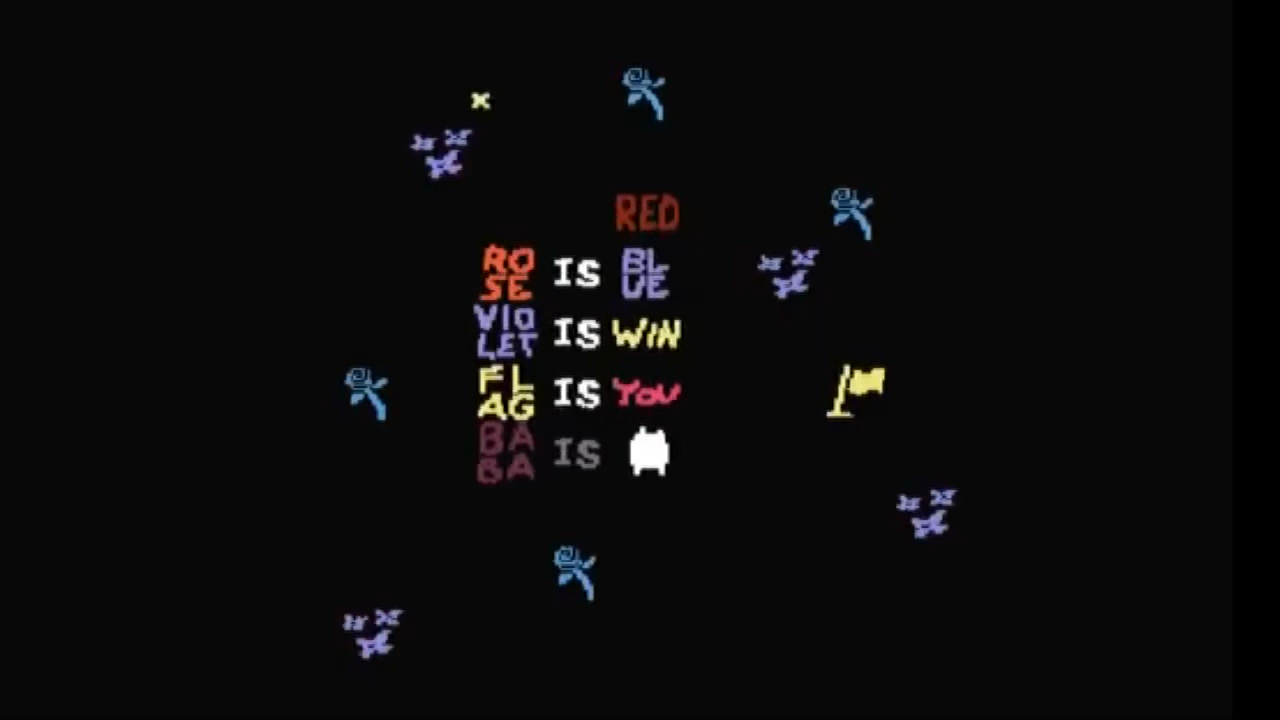 RED
ROSE IS BLUE
VIOLET IS WIN
FLAG IS YOU
BABA IS